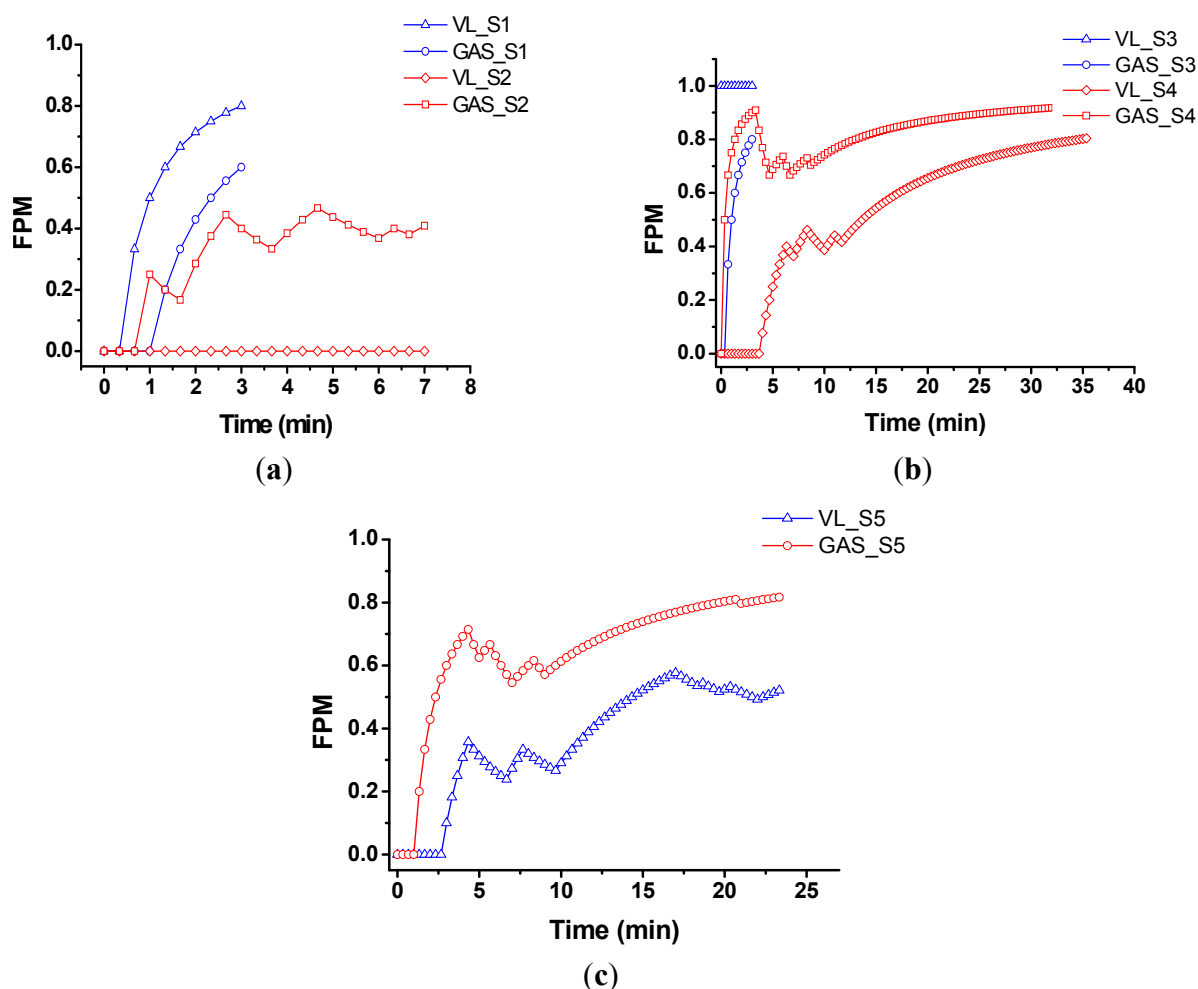 VL_S1
GAS_S1
VL_S2
GAS_S2
1.0
0.8
0.6
0.4
0.2
0.0
FPM
0 1 2 3 4 5 6 7 8
Time (min)
(a)
VL_S3
GAS_S3
VL_S4
GAS_S4
1.0
0.8
0.6
0.4
0.2
0.0
FPM
0 5 10 15 20 25 30 35 40
Time (min)
(b)
VL_S5
GAS_S5
1.0
0.8
0.6
0.4
0.2
0.0
FPM
0 5 10 15 20 25
Time (min)
(c)